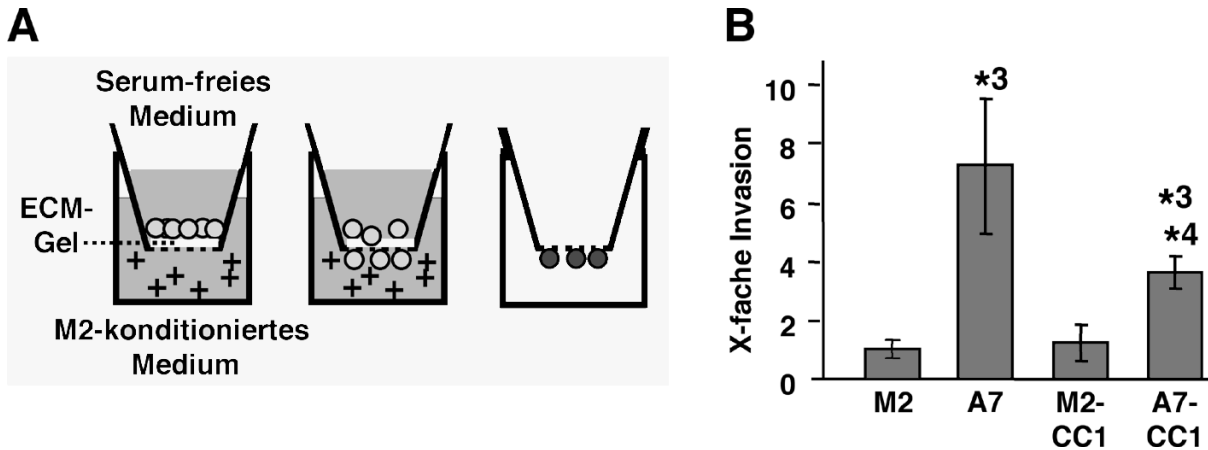 A
Serum-freies
Medium
ECM-
Gel
M2-konditioniertes
Medium
B
X-fache Invasion
10
8
6
4
2
0
*3
*3
*4
M2
A7
M2-
CC1
A7-
CC1